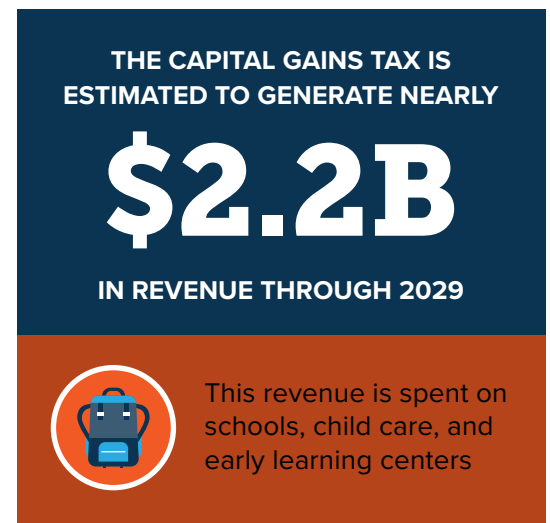 THE CAPITAL GAINS TAX IS
ESTIMATED TO GENERATE NEARLY
$2.2B
IN REVENUE THROUGH 2029
This revenue is spent on
schools, child care, and
early learning centers